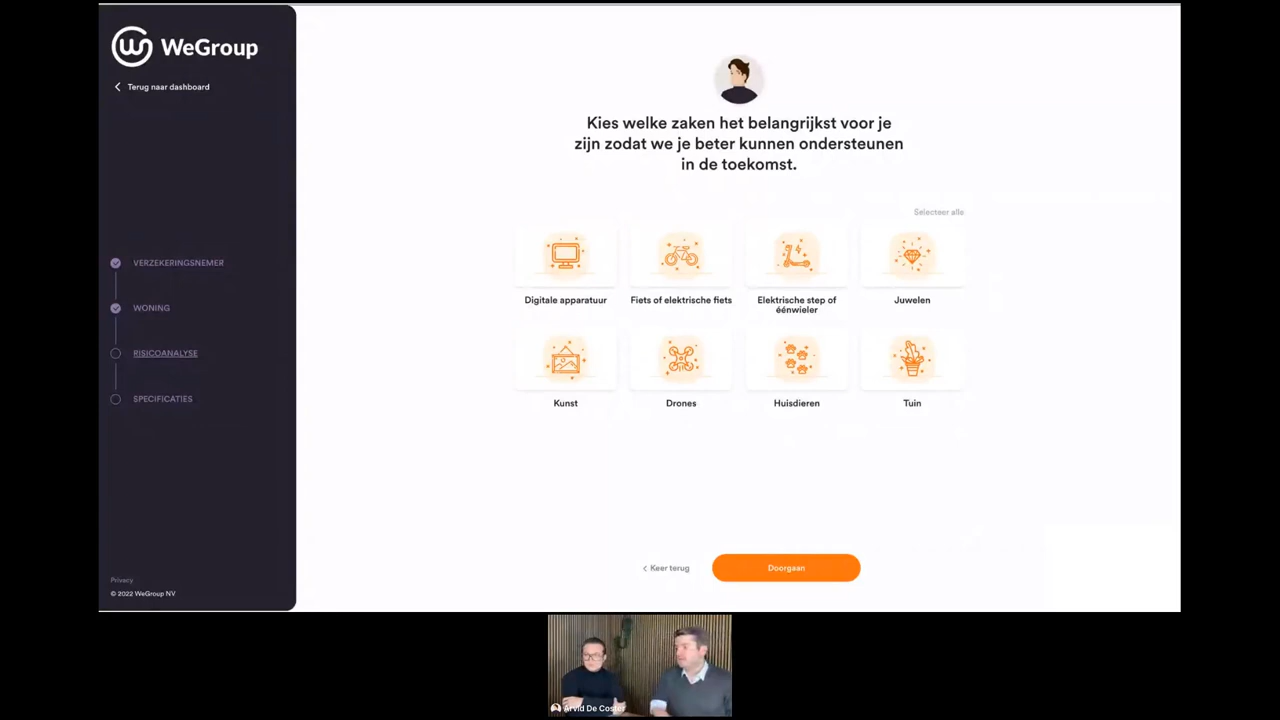 WeGroup
Terug naar dashboard
VERZEKERINGSNEMER
WONING
RISICOANALYSE
SPECIFICATIES
Privacy
© 2022 WeGroup NV
Kies welke zaken het belangrijkst voor je
zijn zodat we je beter kunnen ondersteunen
in de toekomst.
Selecteer alle
Digitale apparatuur
Fiets of elektrische fiets
Elektrische step of
éénwieler
Juwelen
Kunst
Drones
Huisdieren
Tuin
Keer terug
Doorgaan
Arvid De Coster